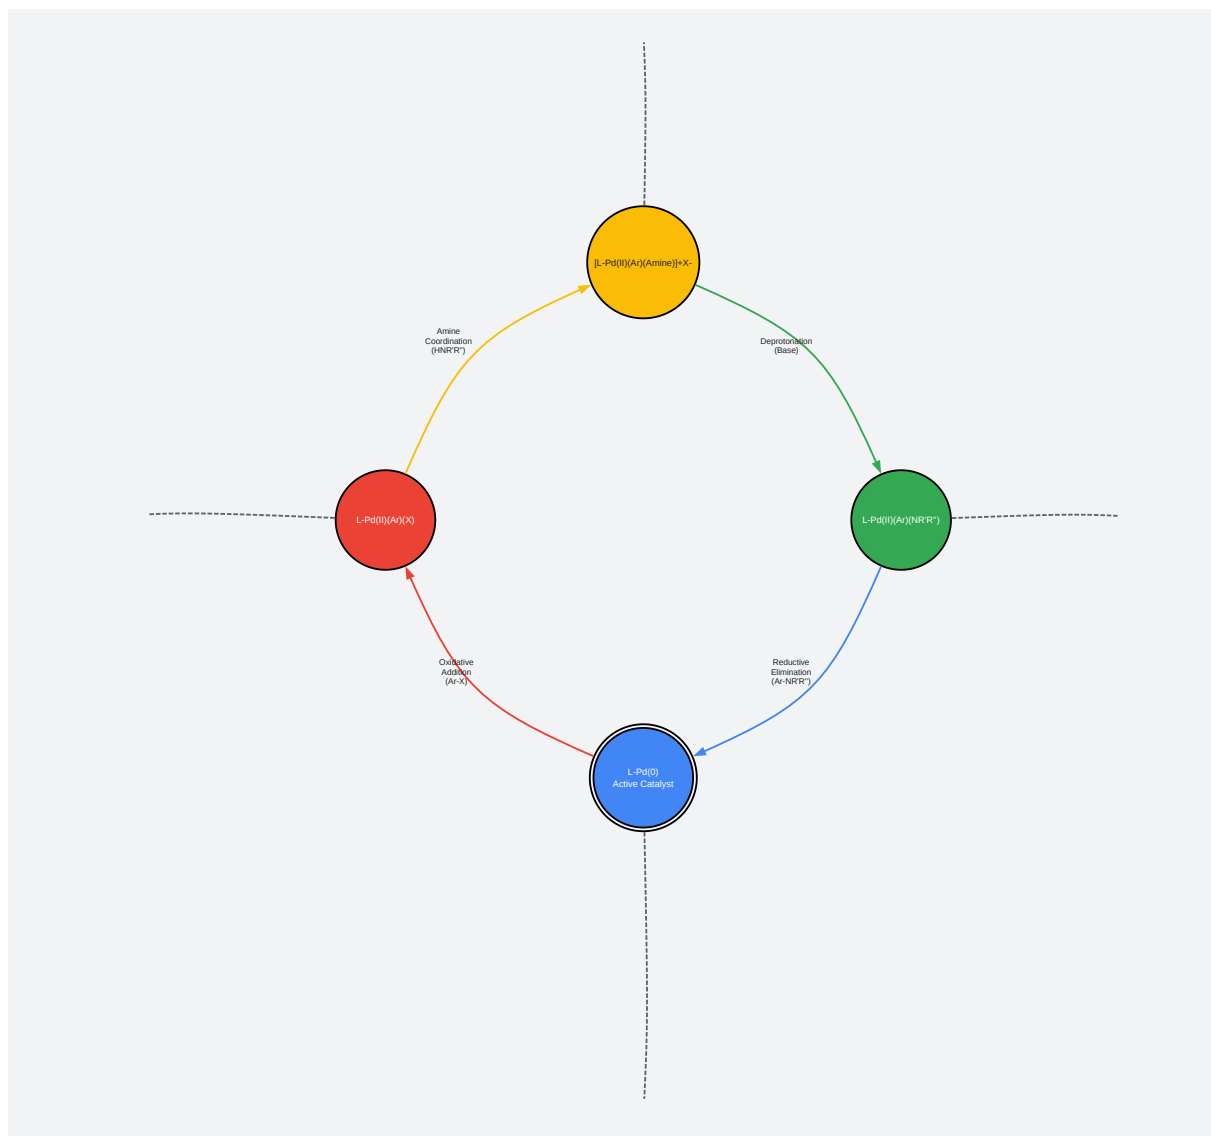 [L-Pd(II)(Ar)(Amine)]+X-
Amine
Coordination
(HNR'R")
Deprotonation
(Base)
L-Pd(II)(Ar)(X)
L-Pd(II)(Ar)(NR'R")
Oxidative
Addition
(Ar-X)
Reductive
Elimination
(Ar-NR'R")
L-Pd(0)
Active Catalyst